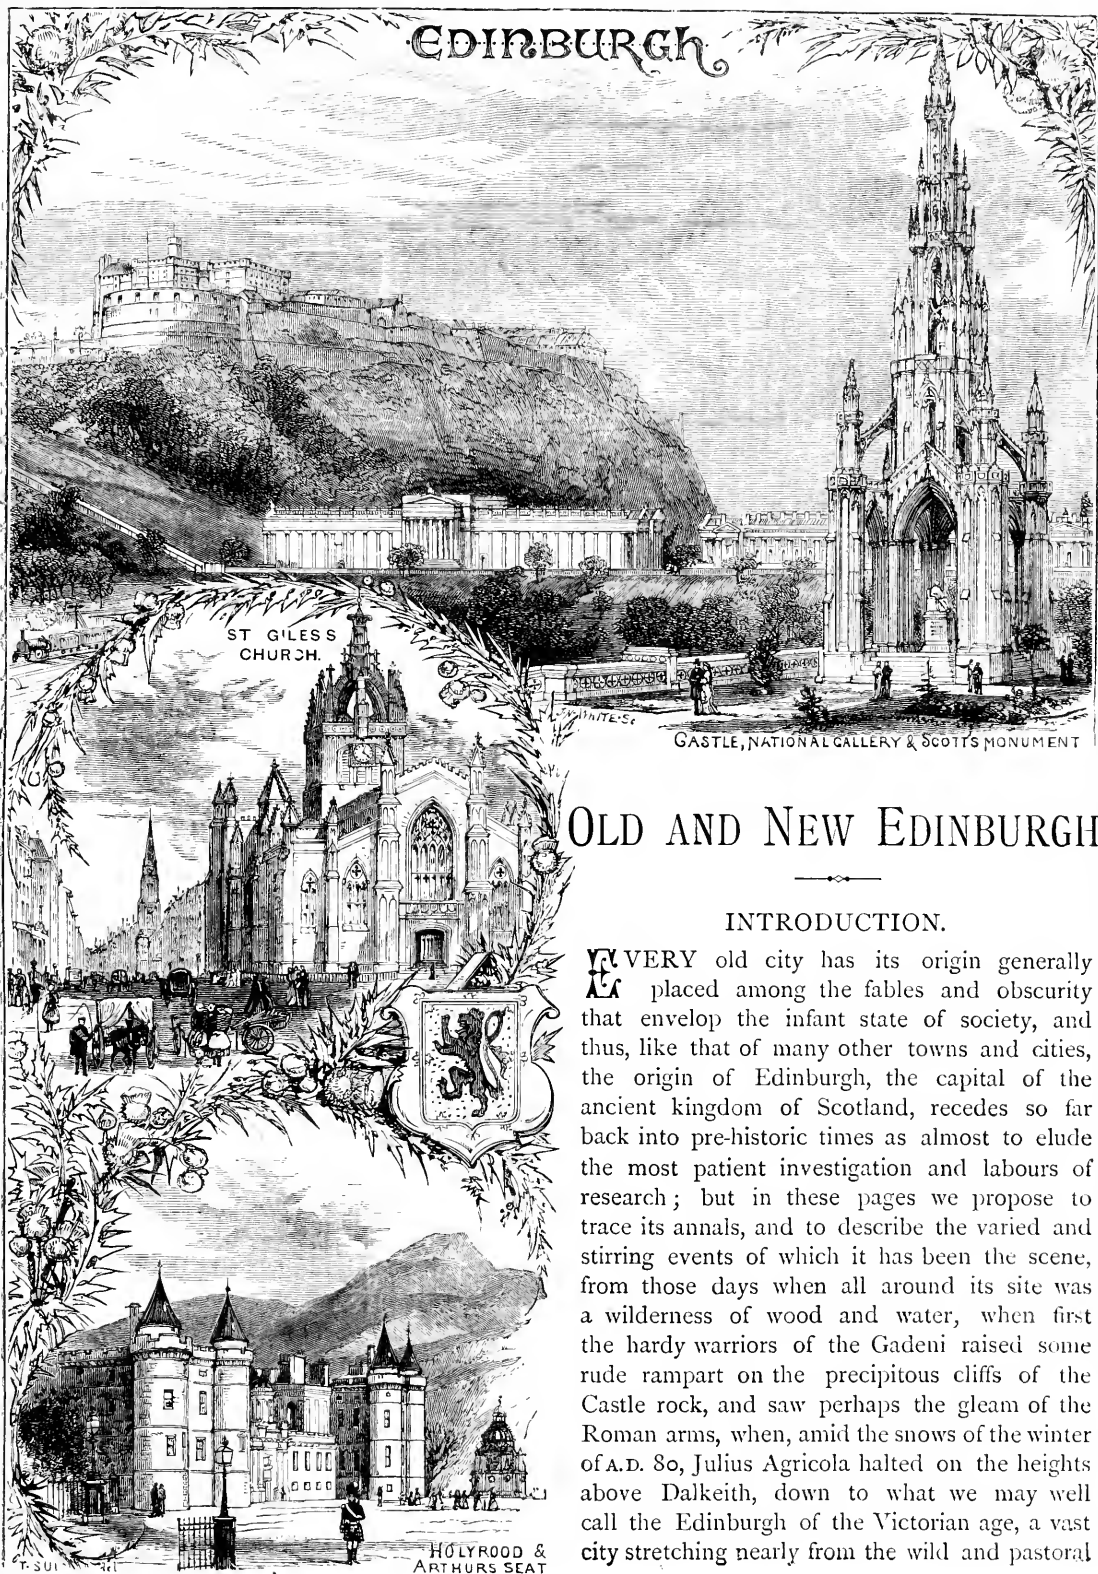 EDINBURGH
ST GILES'S
CHURCH.
WHITE·Sc
CASTLE, NATIONAL GALLERY & SCOTT'S MONUMENT
OLD AND NEW EDINBURGH
INTRODUCTION.
EVERY old city has its origin generally
placed among the fables and obscurity
that envelop the infant state of society, and
thus, like that of many other towns and cities,
the origin of Edinburgh, the capital of the
ancient kingdom of Scotland, recedes so far
back into pre-historic times as almost to elude
the most patient investigation and labours of
research; but in these pages we propose to
trace its annals, and to describe the varied and
stirring events of which it has been the scene,
from those days when all around its site was
a wilderness of wood and water, when first
the hardy warriors of the Gadeni raised some
rude rampart on the precipitous cliffs of the
Castle rock, and saw perhaps the gleam of the
Roman arms, when, amid the snows of the winter
of A.D. 80, Julius Agricola halted on the heights
above Dalkeith, down to what we may well
call the Edinburgh of the Victorian age, a vast
city stretching nearly from the wild and pastoral
HOLYROOD &
ARTHURS SEAT